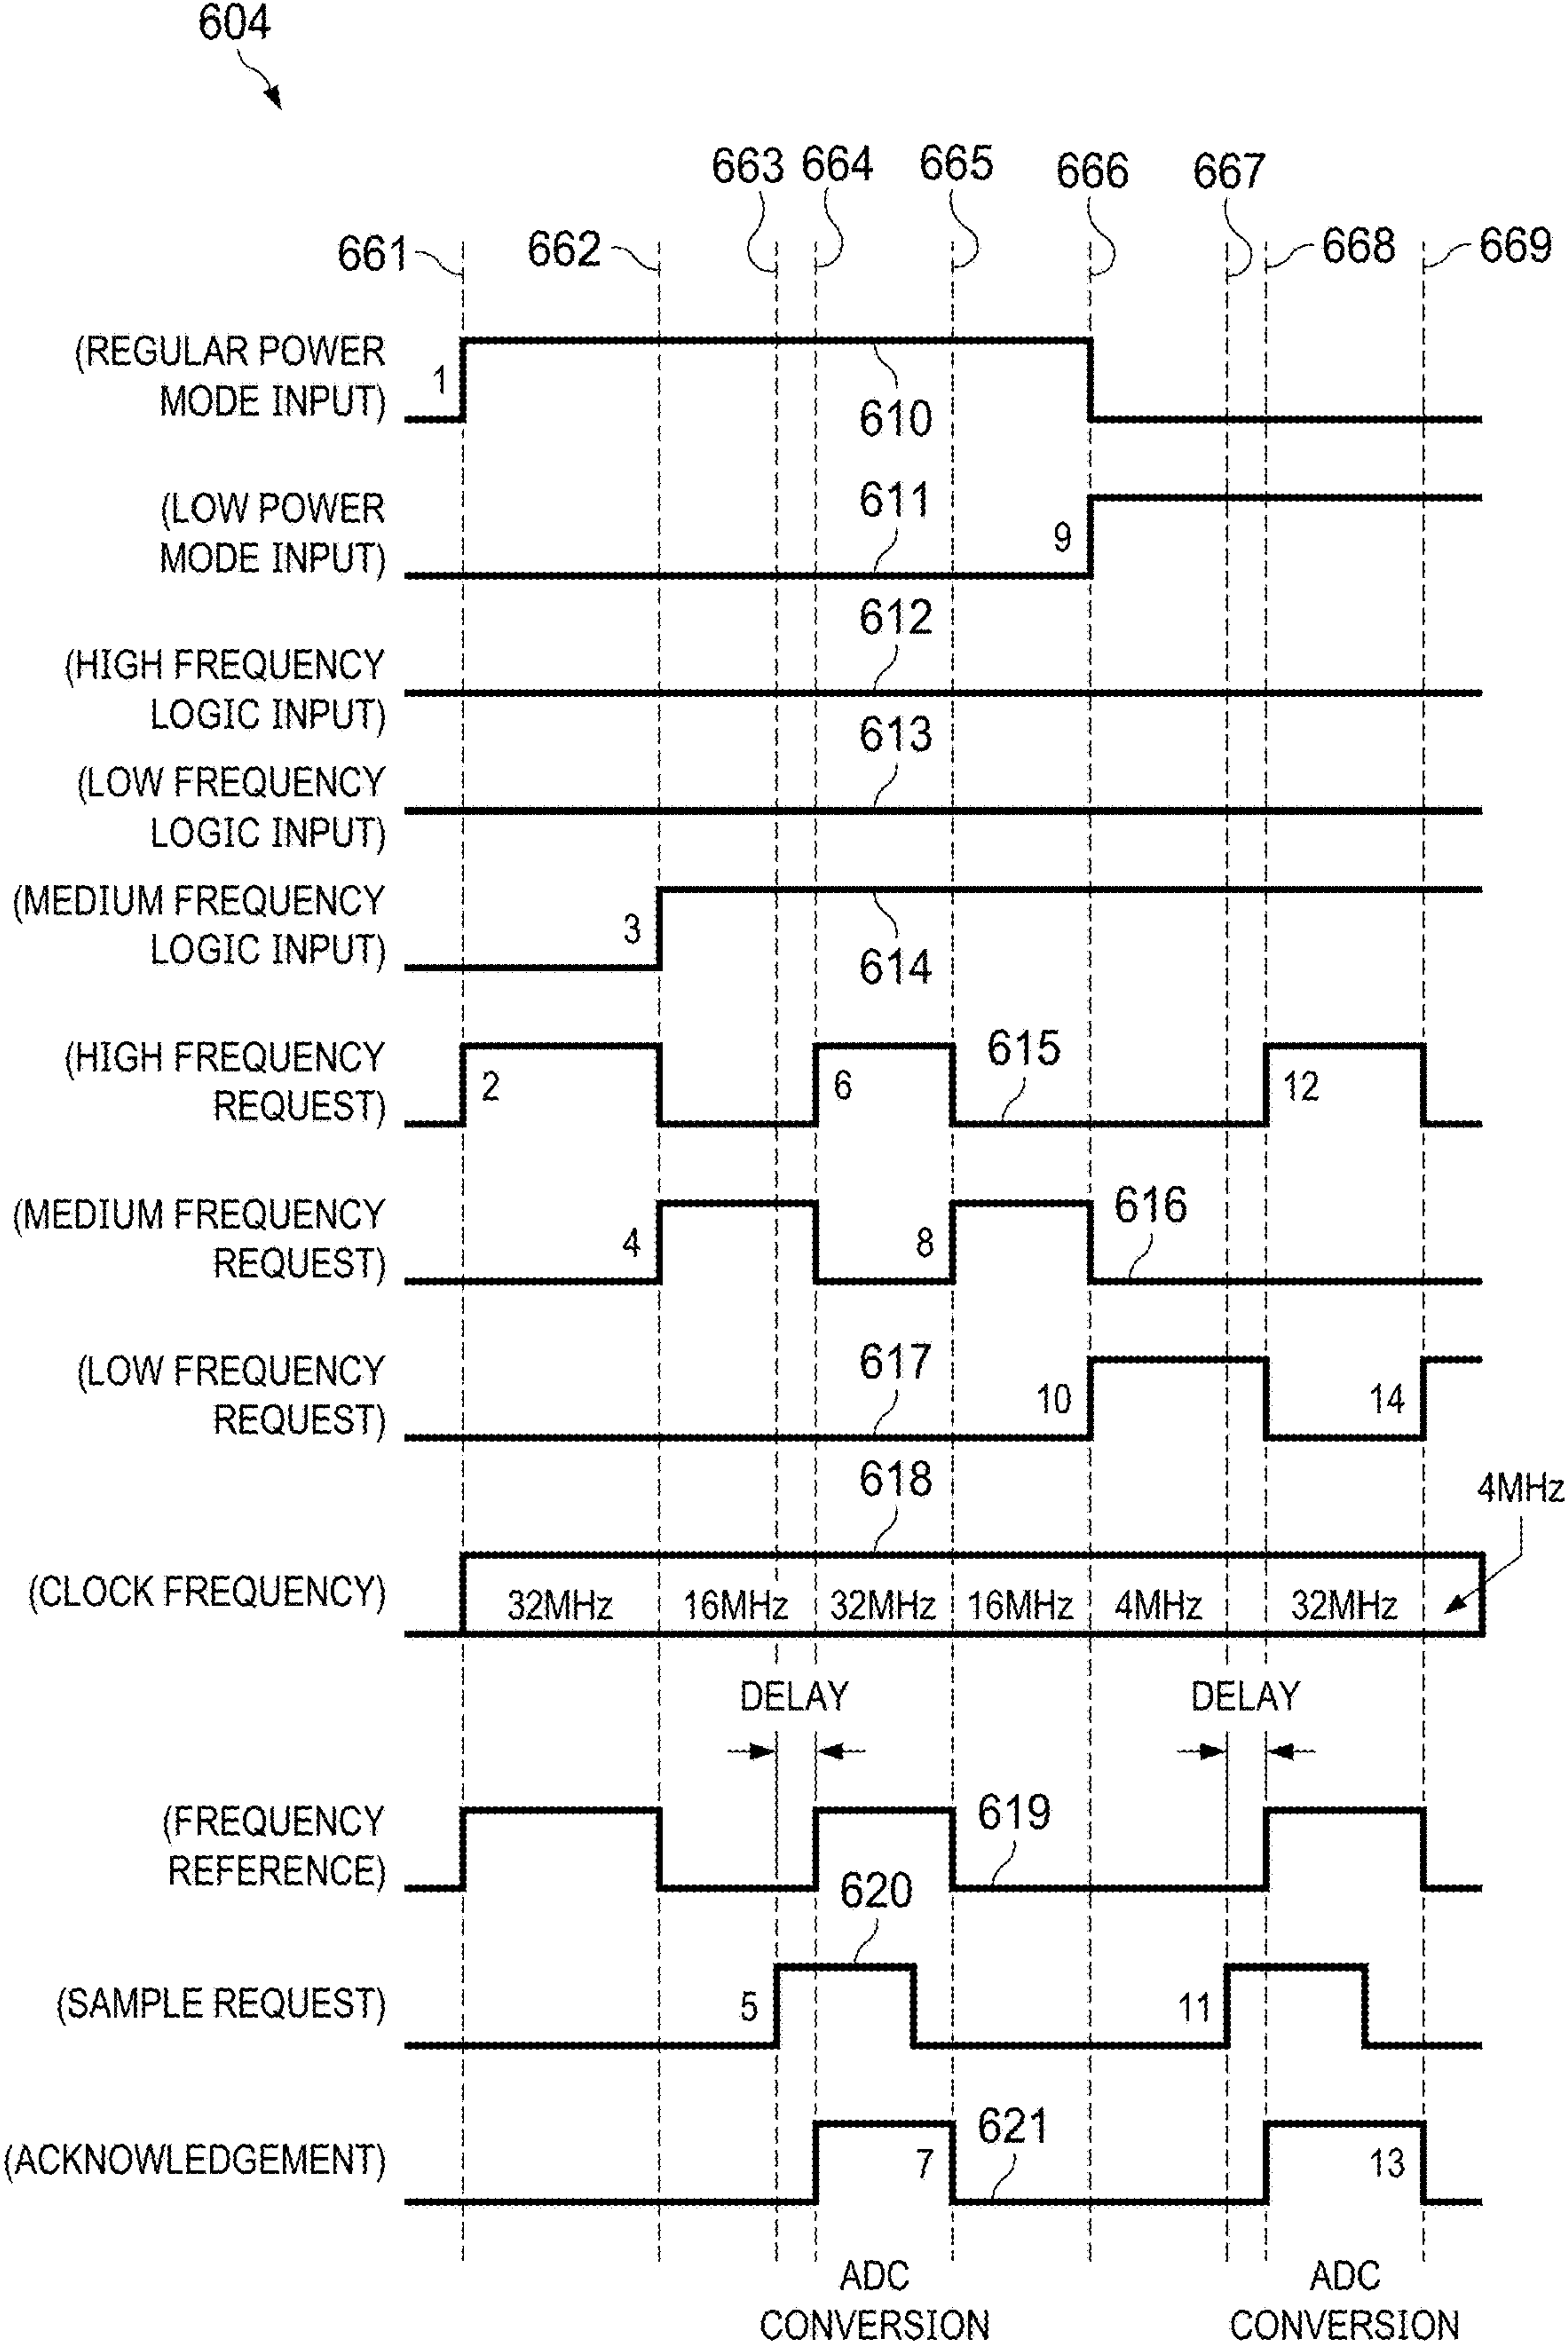 604
663 664 665 666 667
661 662 668 669
(REGULAR POWER
MODE INPUT)
1
610
(LOW POWER
MODE INPUT)
611
9
(HIGH FREQUENCY
LOGIC INPUT)
612
(LOW FREQUENCY
LOGIC INPUT)
613
(MEDIUM FREQUENCY
LOGIC INPUT)
3
614
(HIGH FREQUENCY
REQUEST)
2 6 615 12
(MEDIUM FREQUENCY
REQUEST)
4 8 616
(LOW FREQUENCY
REQUEST)
617
10 14
618
4MHz
(CLOCK FREQUENCY)
32MHz 16MHz 32MHz 16MHz 4MHz 32MHz
DELAY DELAY
(FREQUENCY
REFERENCE)
619
620
(SAMPLE REQUEST)
5 11
(ACKNOWLEDGEMENT)
7 621 13
ADC
CONVERSION
ADC
CONVERSION